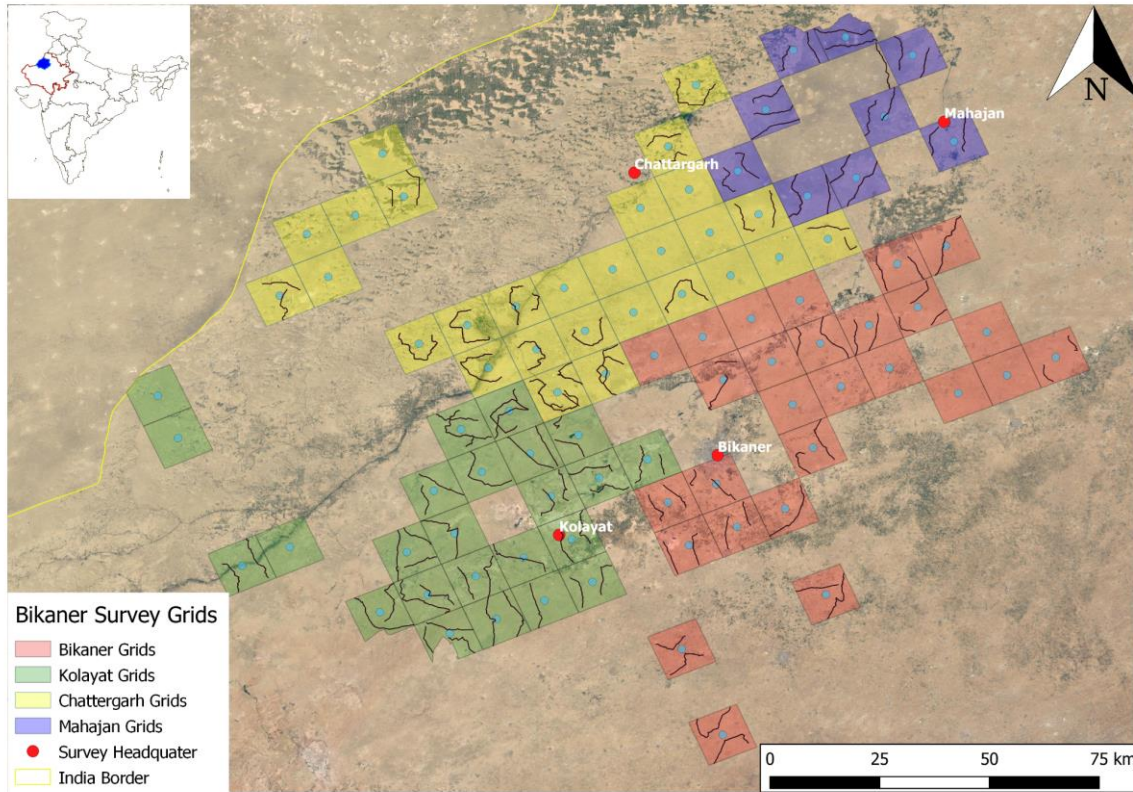 N
Mahajan
Chattargarh
Bikaner
Kolayat
Bikaner Survey Grids
Bikaner Grids
Kolayat Grids
Chattergarh Grids
Mahajan Grids
Survey Headquater
India Border
0 25 50 75 km